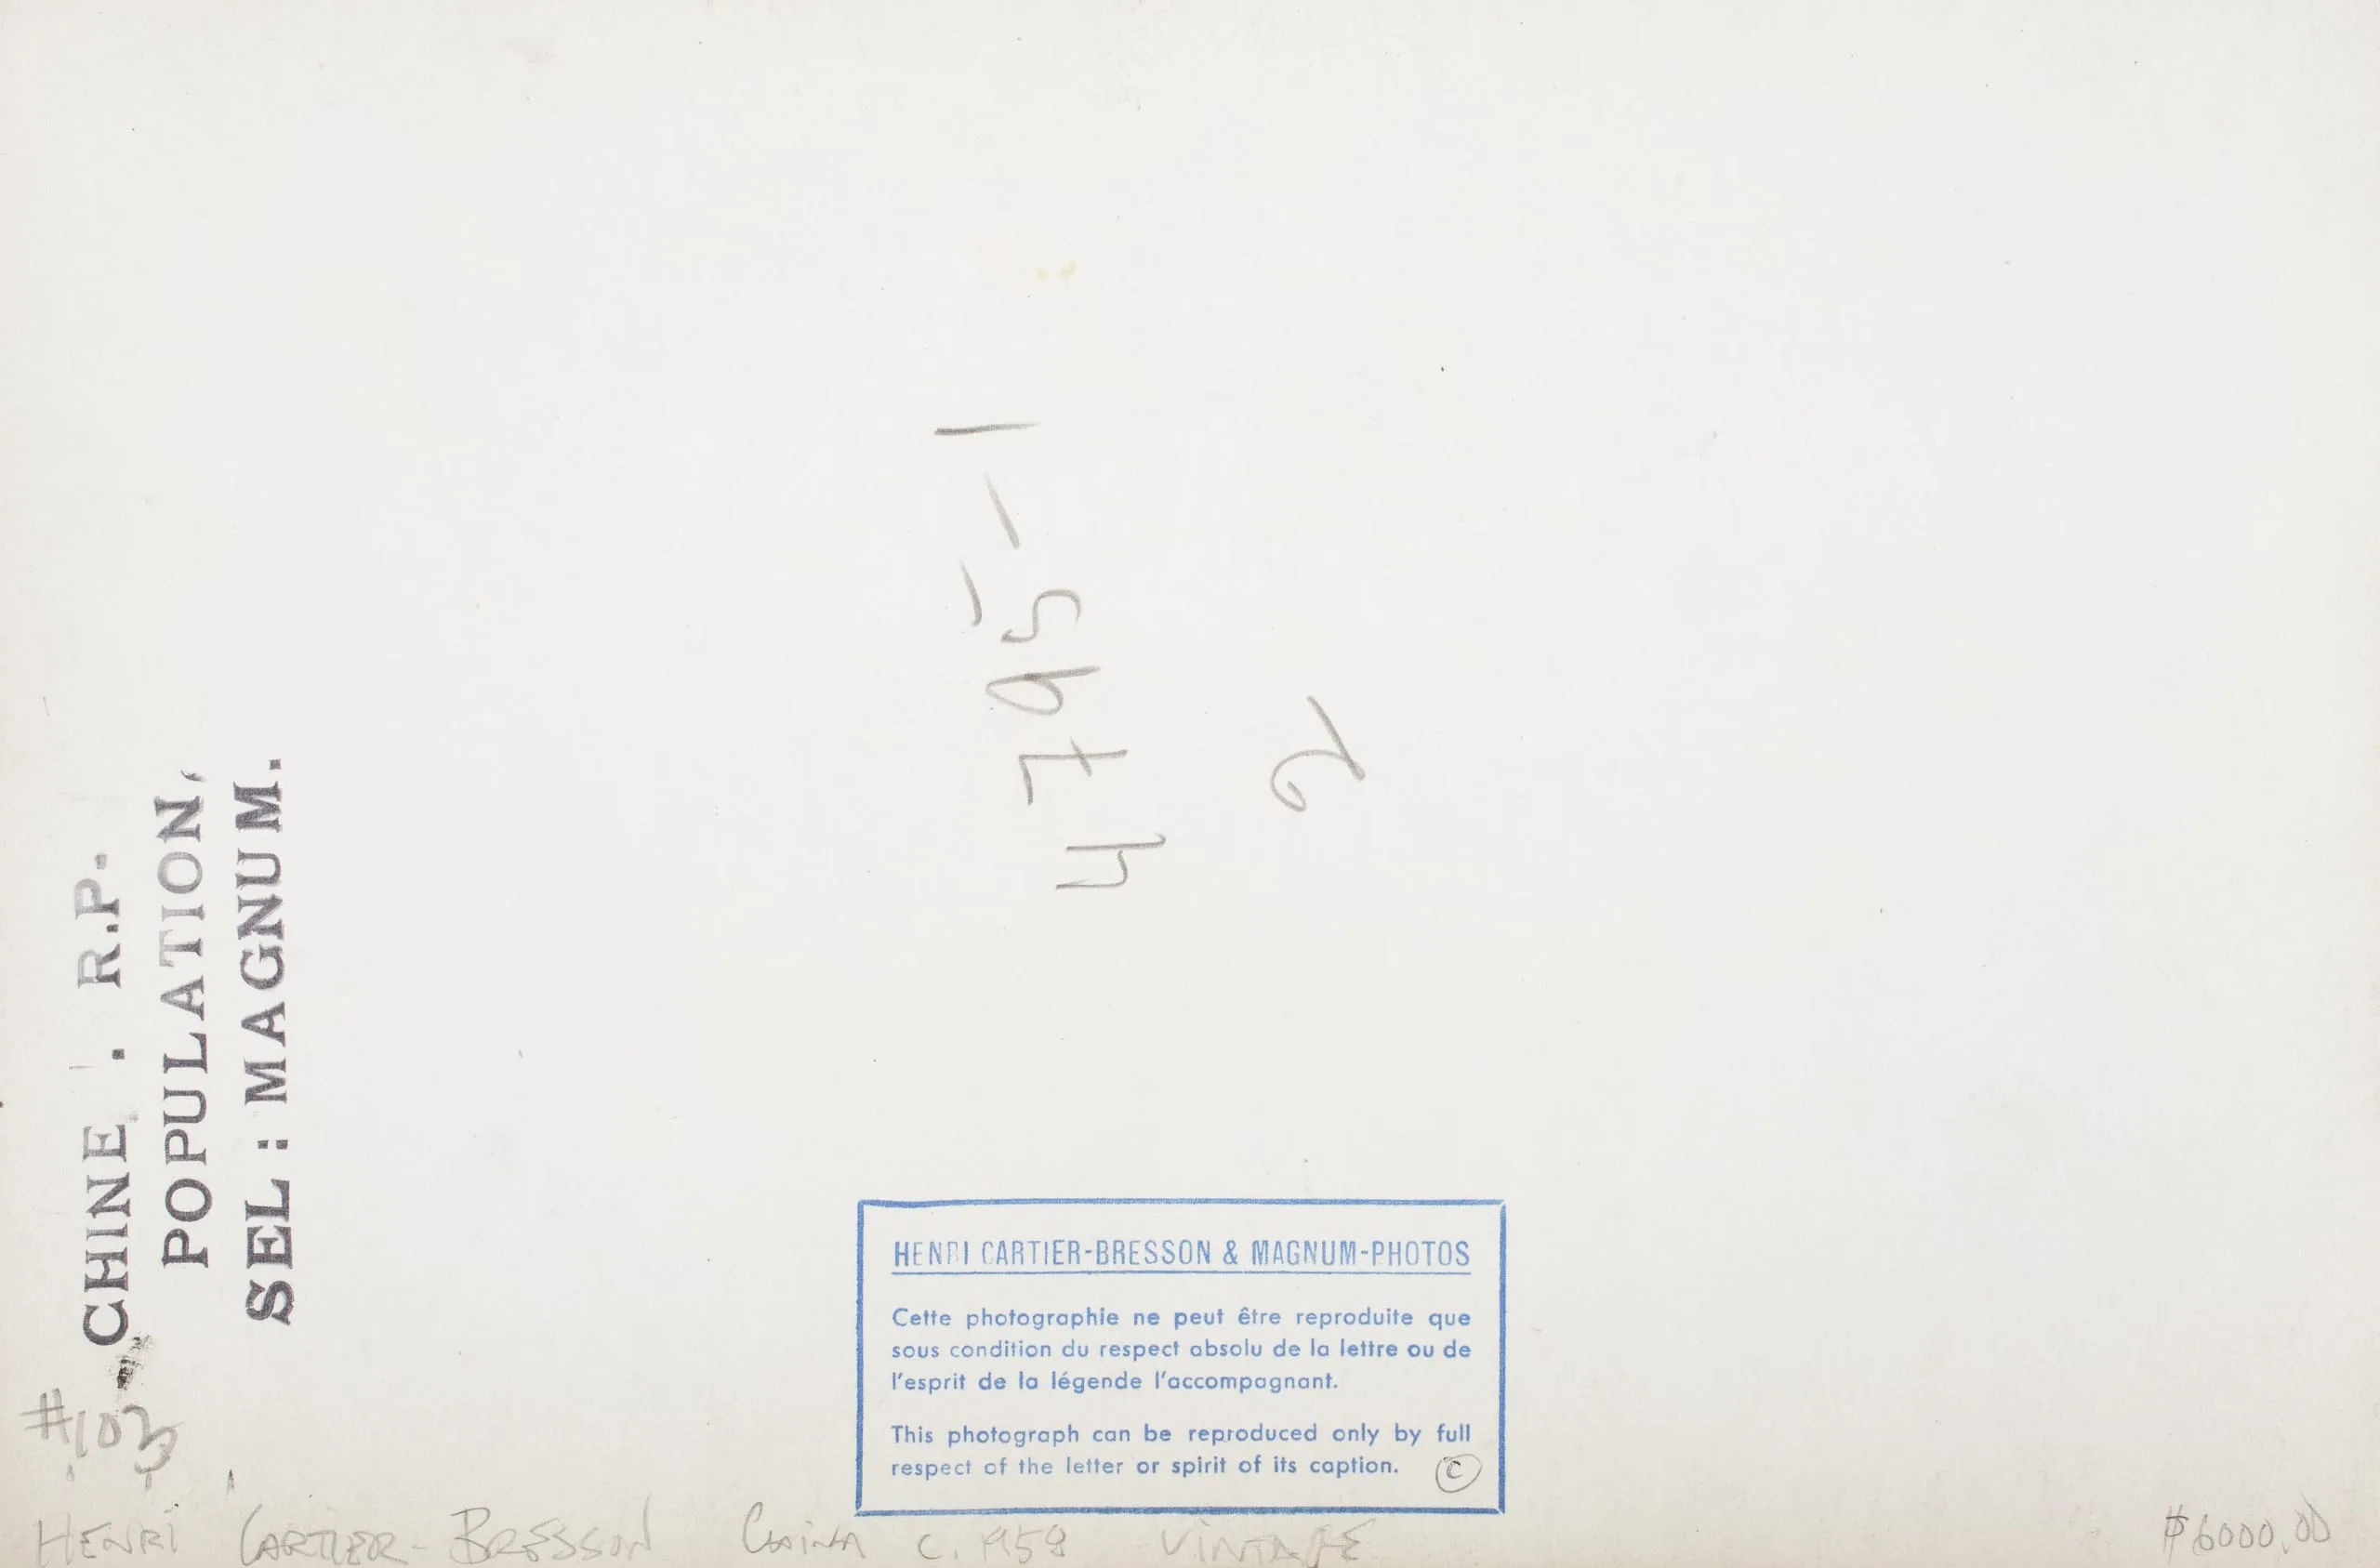 CHINE . R.P.
POPULATION,
SEL : MAGNUM.
#103
4795-1
2
HENRI CARTIER-BRESSON & MAGNUM-PHOTOS
Cette photographie ne peut être reproduite que
sous condition du respect absolu de la lettre ou de
l'esprit de la légende l'accompagnant.
This photograph can be reproduced only by full
respect of the letter or spirit of its caption. ©
HENRI CARTIER-BRESSON CHINA C. 1958 VINTAGE
$6000.00